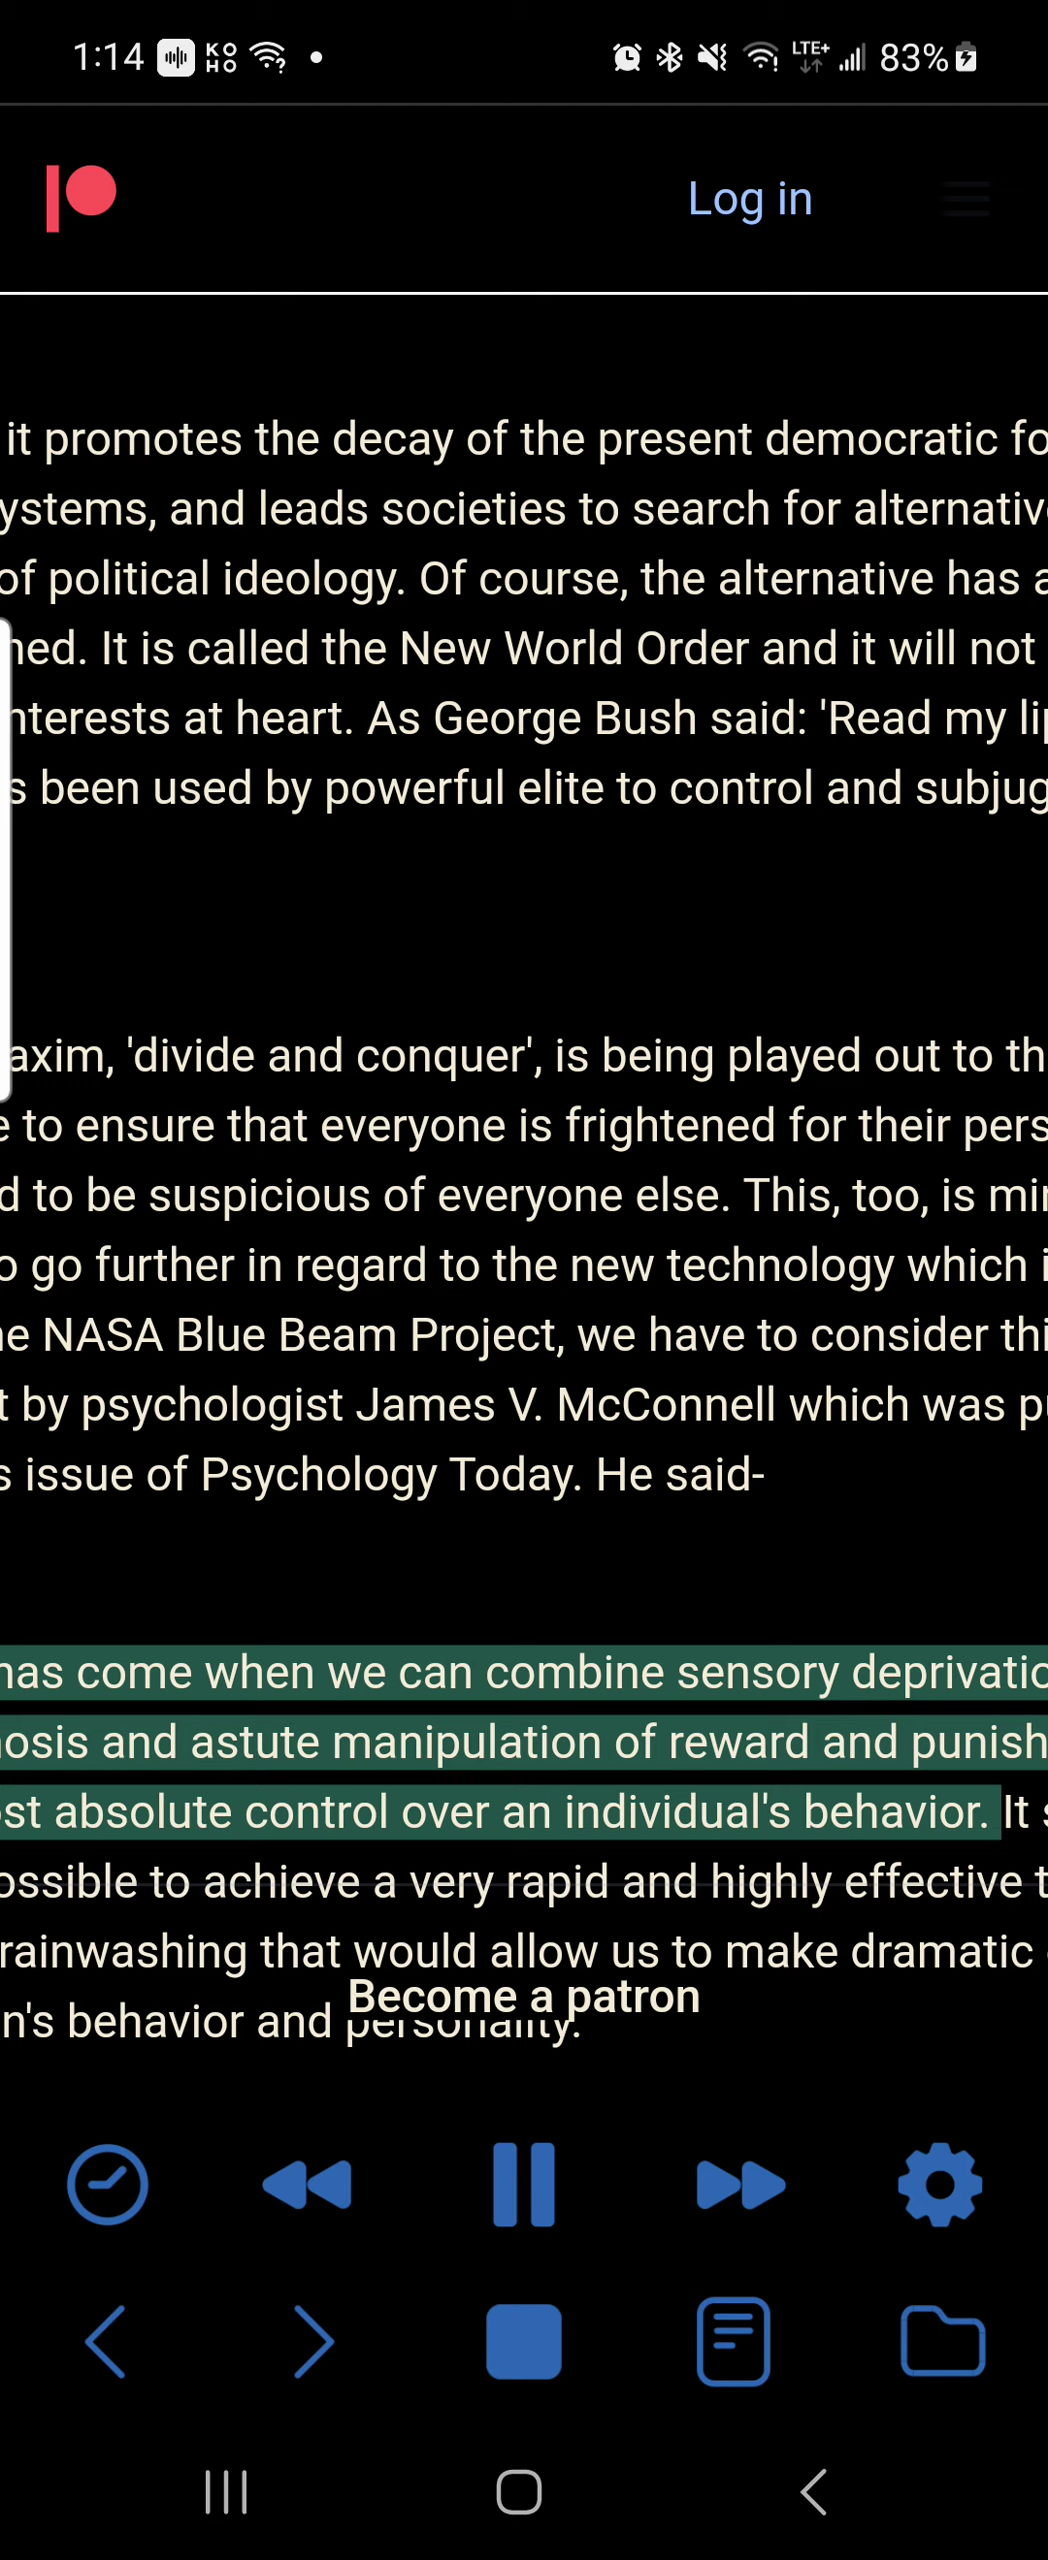 1:14 KOHO LTE+ 83%
Log in
it promotes the decay of the present democratic fo
ystems, and leads societies to search for alternativ
of political ideology. Of course, the alternative has a
ned. It is called the New World Order and it will not
nterests at heart. As George Bush said: 'Read my lip
s been used by powerful elite to control and subjug
axim, 'divide and conquer', is being played out to th
e to ensure that everyone is frightened for their pers
d to be suspicious of everyone else. This, too, is mi
o go further in regard to the new technology which i
ne NASA Blue Beam Project, we have to consider thi
t by psychologist James V. McConnell which was p
s issue of Psychology Today. He said-
has come when we can combine sensory deprivatio
nosis and astute manipulation of reward and punish
ost absolute control over an individual's behavior. It s
ossible to achieve a very rapid and highly effective t
rainwashing that would allow us to make dramatic
n's behavior and personality.
Become a patron